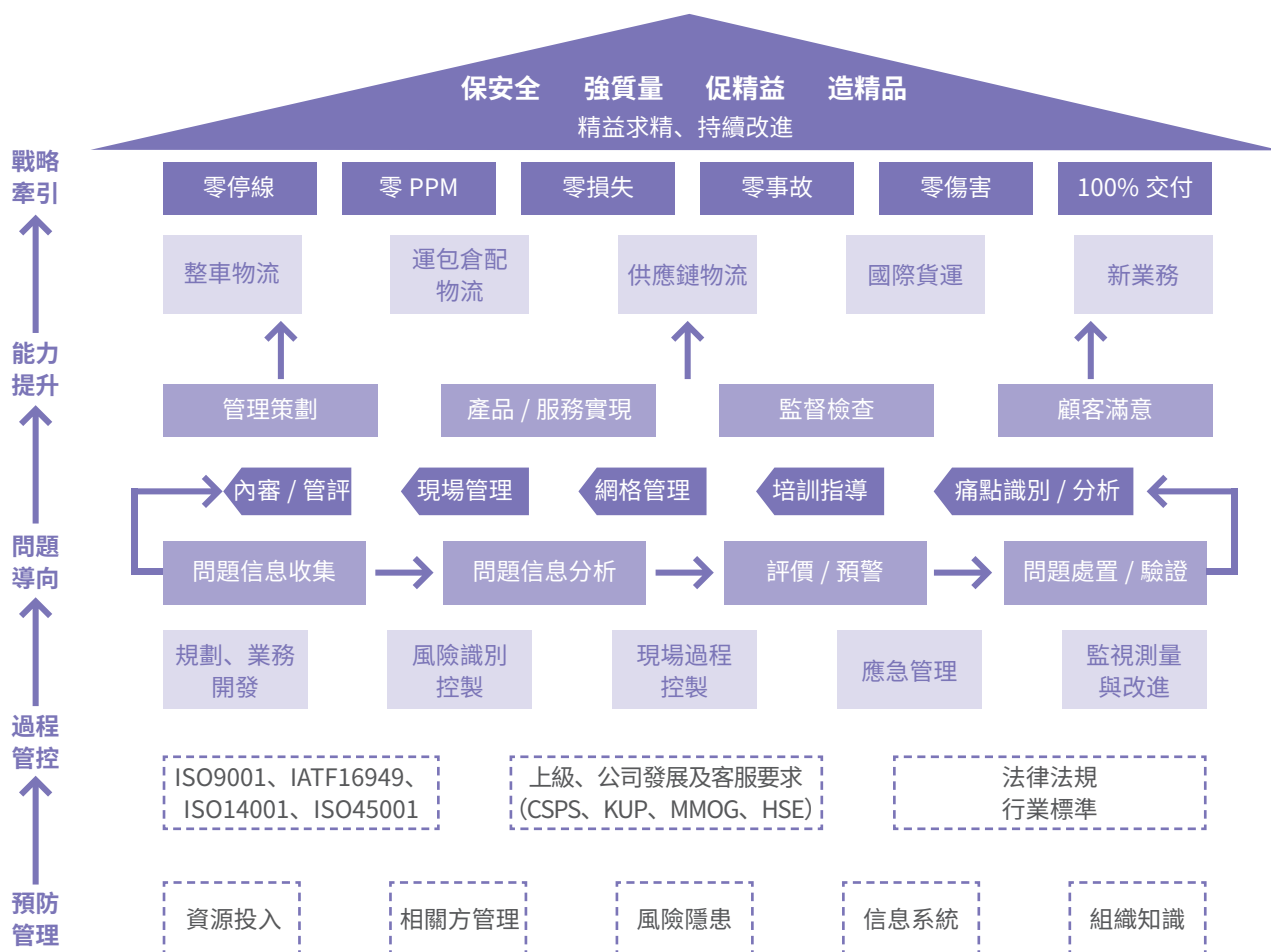 保安全 強質量 促精益 造精品
精益求精、持續改進
戰略
牽引
零停線 零 PPM 零損失 零事故 零傷害 100% 交付
整車物流
運包倉配
物流
供應鏈物流
國際貨運
新業務
能力
提升
管理策劃 產品 / 服務實現 監督檢查 顧客滿意
內審 / 管評 現場管理 網格管理 培訓指導 痛點識別 / 分析
問題
導向
問題信息收集 問題信息分析 評價 / 預警 問題處置 / 驗證
規劃、業務
開發
風險識別
控製
現場過程
控製
應急管理
監視測量
與改進
過程
管控
ISO9001、IATF16949、
ISO14001、ISO45001
上級、公司發展及客服要求
（CSPS、KUP、MMOG、HSE）
法律法規
行業標準
預防
管理
資源投入 相關方管理 風險隱患 信息系統 組織知識